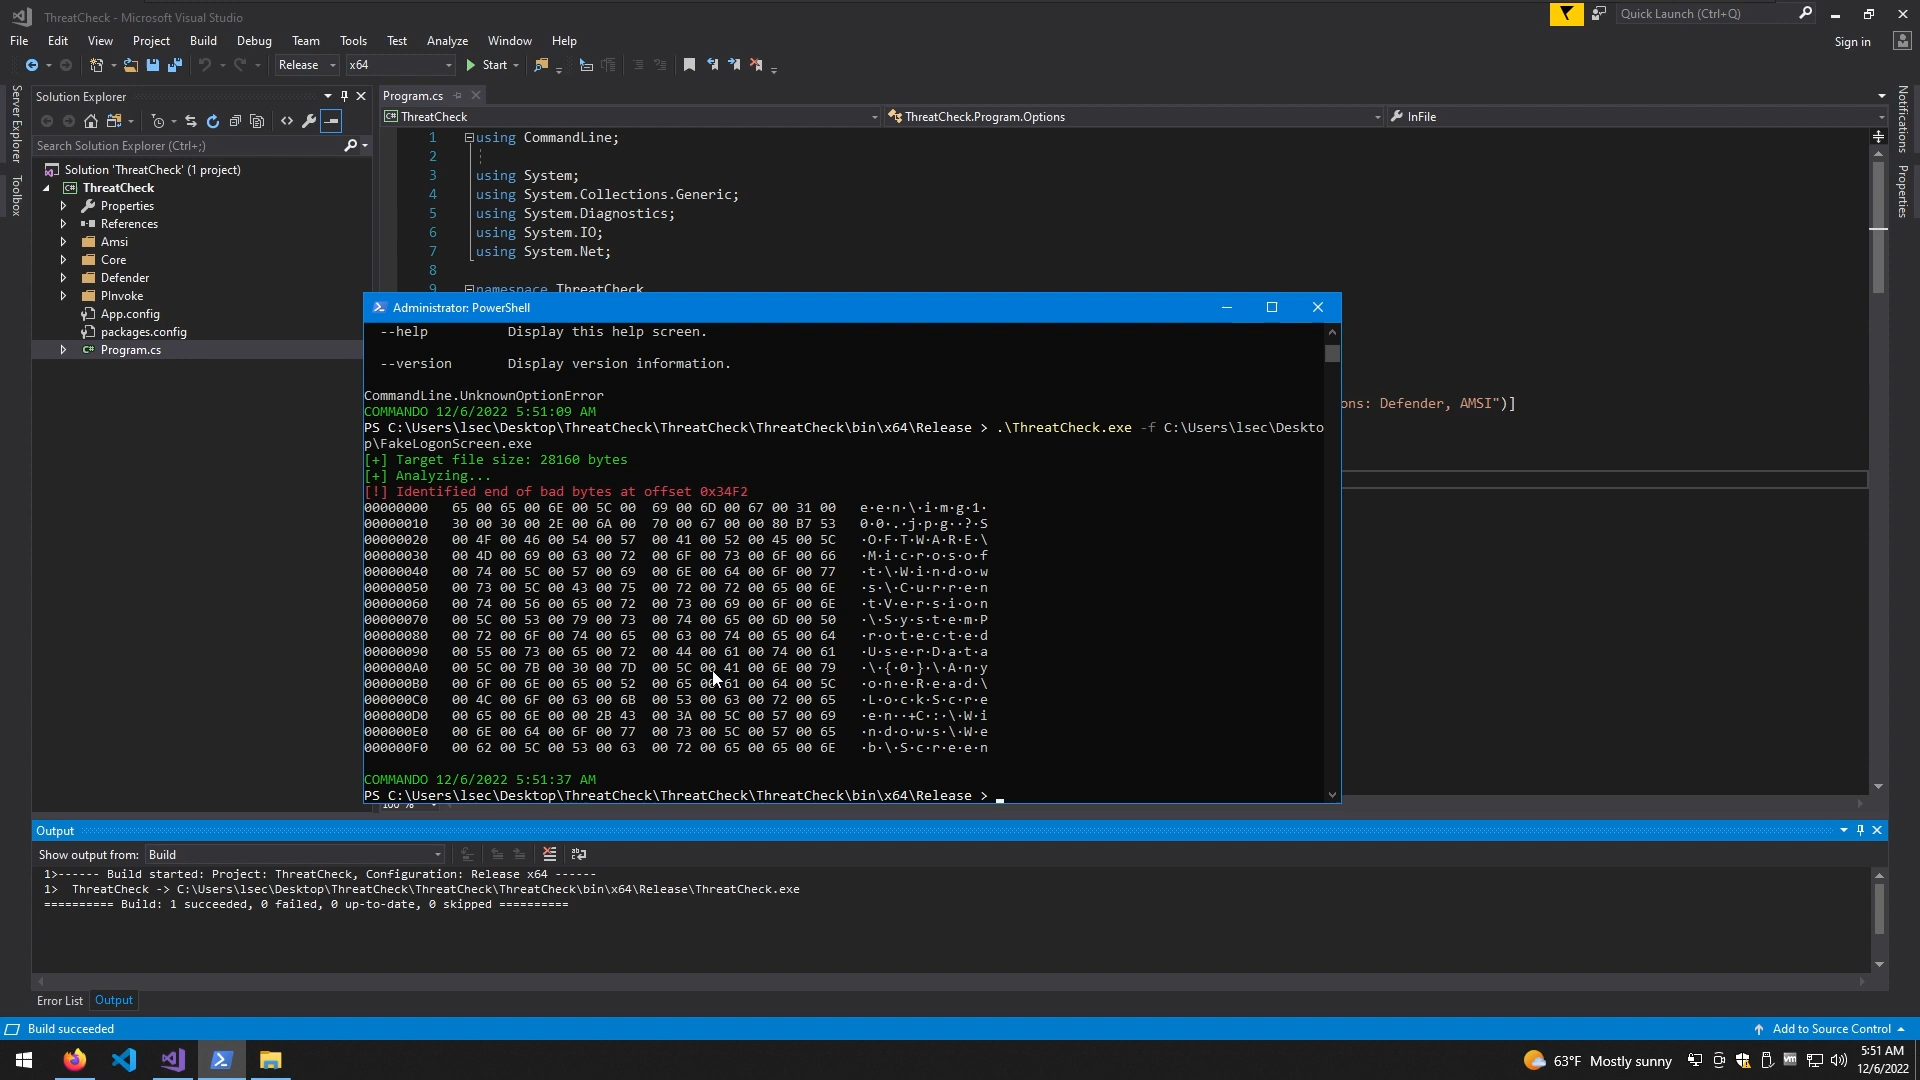 ThreatCheck - Microsoft Visual Studio
Quick Launch (Ctrl+Q)
File Edit View Project Build Debug Team Tools Test Analyze Window Help
Sign in
Release x64 Start
Server Explorer
Toolbox
Solution Explorer
Search Solution Explorer (Ctrl+;)
Solution 'ThreatCheck' (1 project)
ThreatCheck
Properties
References
Amsi
Core
Defender
PInvoke
App.config
packages.config
Program.cs
Program.cs
ThreatCheck ThreatCheck.Program.Options InFile
Notifications
Properties
1 using CommandLine;
2
3 using System;
4 using System.Collections.Generic;
5 using System.Diagnostics;
6 using System.IO;
7 using System.Net;
8
9 namespace ThreatCheck
ons: Defender, AMSI")]
Administrator: PowerShell
--help Display this help screen.
--version Display version information.
CommandLine.UnknownOptionError
COMMANDO 12/6/2022 5:51:09 AM
PS C:\Users\lsec\Desktop\ThreatCheck\ThreatCheck\ThreatCheck\bin\x64\Release > .\ThreatCheck.exe -f C:\Users\lsec\Deskto
p\FakeLogonScreen.exe
[+] Target file size: 28160 bytes
[+] Analyzing...
[!] Identified end of bad bytes at offset 0x34F2
00000000 65 00 65 00 6E 00 5C 00 69 00 6D 00 67 00 31 00 e·e·n·\·i·m·g·1·
00000010 30 00 30 00 2E 00 6A 00 70 00 67 00 00 80 B7 53 0·0·.·j·p·g··?·S
00000020 00 4F 00 46 00 54 00 57 00 41 00 52 00 45 00 5C ·O·F·T·W·A·R·E·\
00000030 00 4D 00 69 00 63 00 72 00 6F 00 73 00 6F 00 66 ·M·i·c·r·o·s·o·f
00000040 00 74 00 5C 00 57 00 69 00 6E 00 64 00 6F 00 77 ·t·\·W·i·n·d·o·w
00000050 00 73 00 5C 00 43 00 75 00 72 00 72 00 65 00 6E ·s·\·C·u·r·r·e·n
00000060 00 74 00 56 00 65 00 72 00 73 00 69 00 6F 00 6E ·t·V·e·r·s·i·o·n
00000070 00 5C 00 53 00 79 00 73 00 74 00 65 00 6D 00 50 ·\·S·y·s·t·e·m·P
00000080 00 72 00 6F 00 74 00 65 00 63 00 74 00 65 00 64 ·r·o·t·e·c·t·e·d
00000090 00 55 00 73 00 65 00 72 00 44 00 61 00 74 00 61 ·U·s·e·r·D·a·t·a
000000A0 00 5C 00 7B 00 30 00 7D 00 5C 00 41 00 6E 00 79 ·\·{·0·}·\·A·n·y
000000B0 00 6F 00 6E 00 65 00 52 00 65 00 61 00 64 00 5C ·o·n·e·R·e·a·d·\
000000C0 00 4C 00 6F 00 63 00 6B 00 53 00 63 00 72 00 65 ·L·o·c·k·S·c·r·e
000000D0 00 65 00 6E 00 00 2B 43 00 3A 00 5C 00 57 00 69 ·e·n··+C·:·\·W·i
000000E0 00 6E 00 64 00 6F 00 77 00 73 00 5C 00 57 00 65 ·n·d·o·w·s·\·W·e
000000F0 00 62 00 5C 00 53 00 63 00 72 00 65 00 65 00 6E ·b·\·S·c·r·e·e·n
COMMANDO 12/6/2022 5:51:37 AM
PS C:\Users\lsec\Desktop\ThreatCheck\ThreatCheck\ThreatCheck\bin\x64\Release >
100 %
Output
Show output from: Build
1>------ Build started: Project: ThreatCheck, Configuration: Release x64 ------
1> ThreatCheck -> C:\Users\lsec\Desktop\ThreatCheck\ThreatCheck\ThreatCheck\bin\x64\Release\ThreatCheck.exe
========== Build: 1 succeeded, 0 failed, 0 up-to-date, 0 skipped ==========
Error List Output
Build succeeded
Add to Source Control
63°F Mostly sunny
5:51 AM
12/6/2022